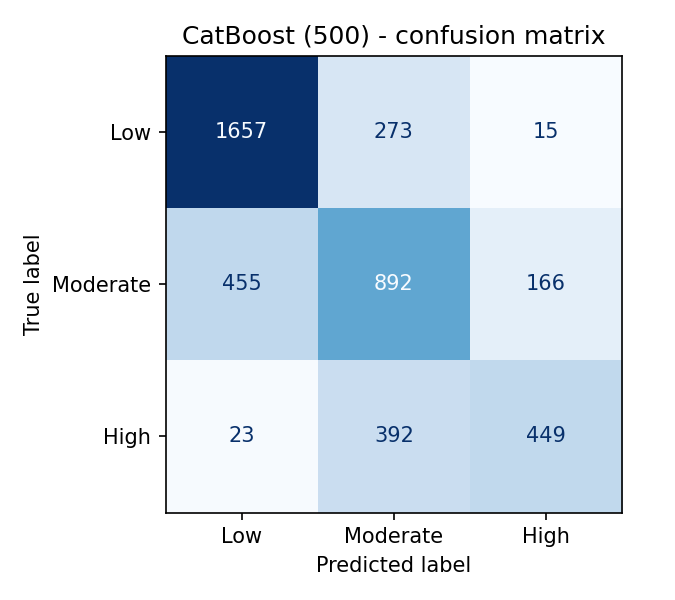 CatBoost (500) - confusion matrix
True label
Low 1657 273 15
Moderate 455 892 166
High 23 392 449
Low Moderate High
Predicted label